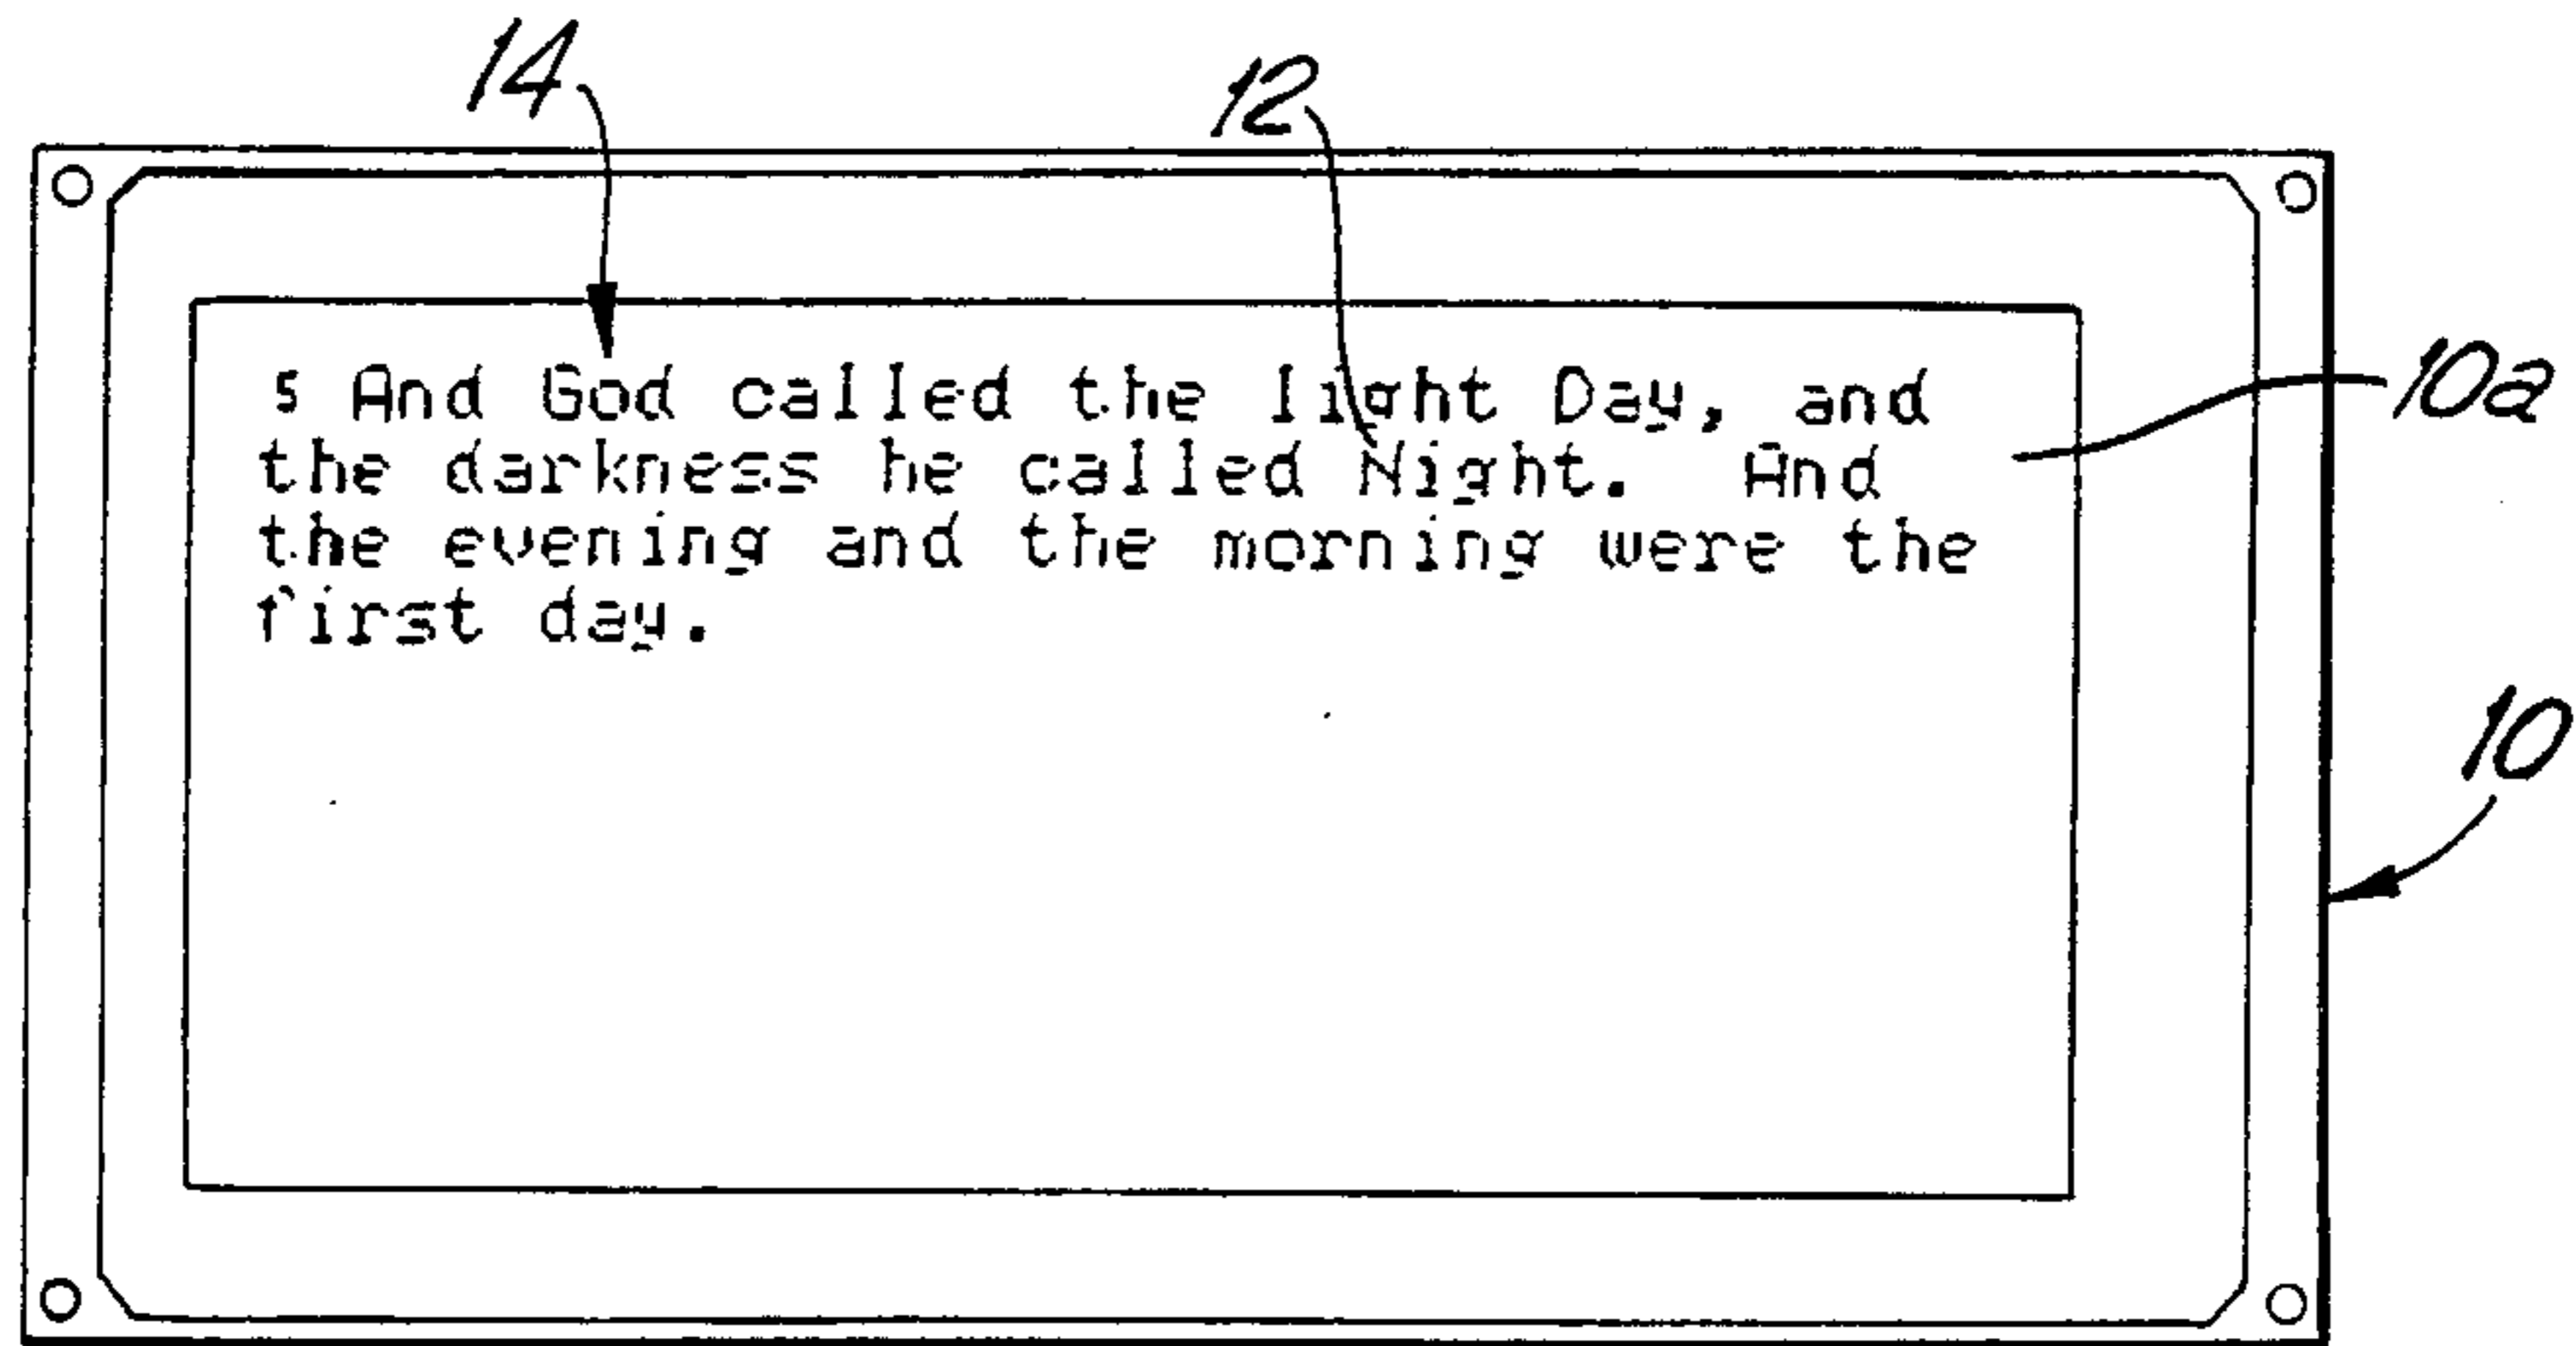 14
12
5 And God called the light Day, and
10a
the darkness he called Night. And
the evening and the morning were the
first day.
10